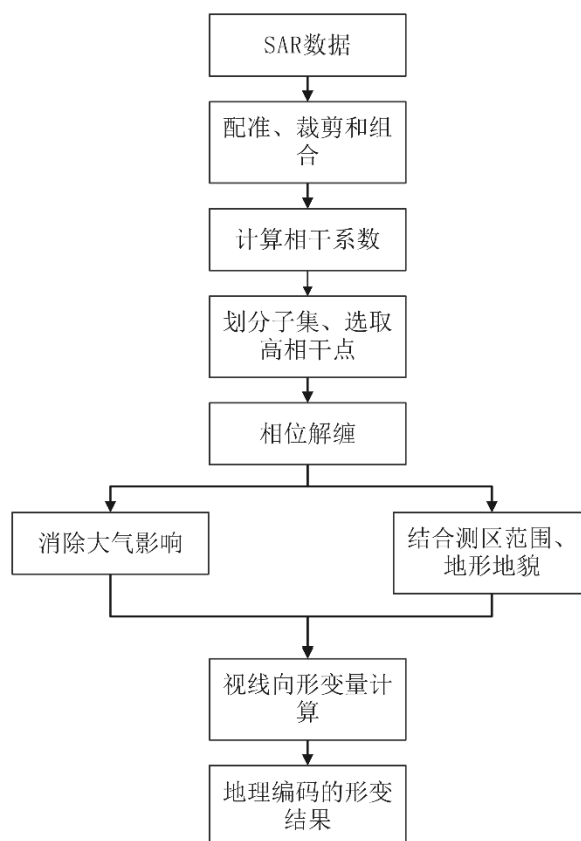 SAR数据
配准、裁剪和组
合
计算相干系数
划分子集、选取
高相干点
相位解缠
消除大气影响
结合测区范围、
地形地貌
视线向形变量计
算
地理编码的形变
结果